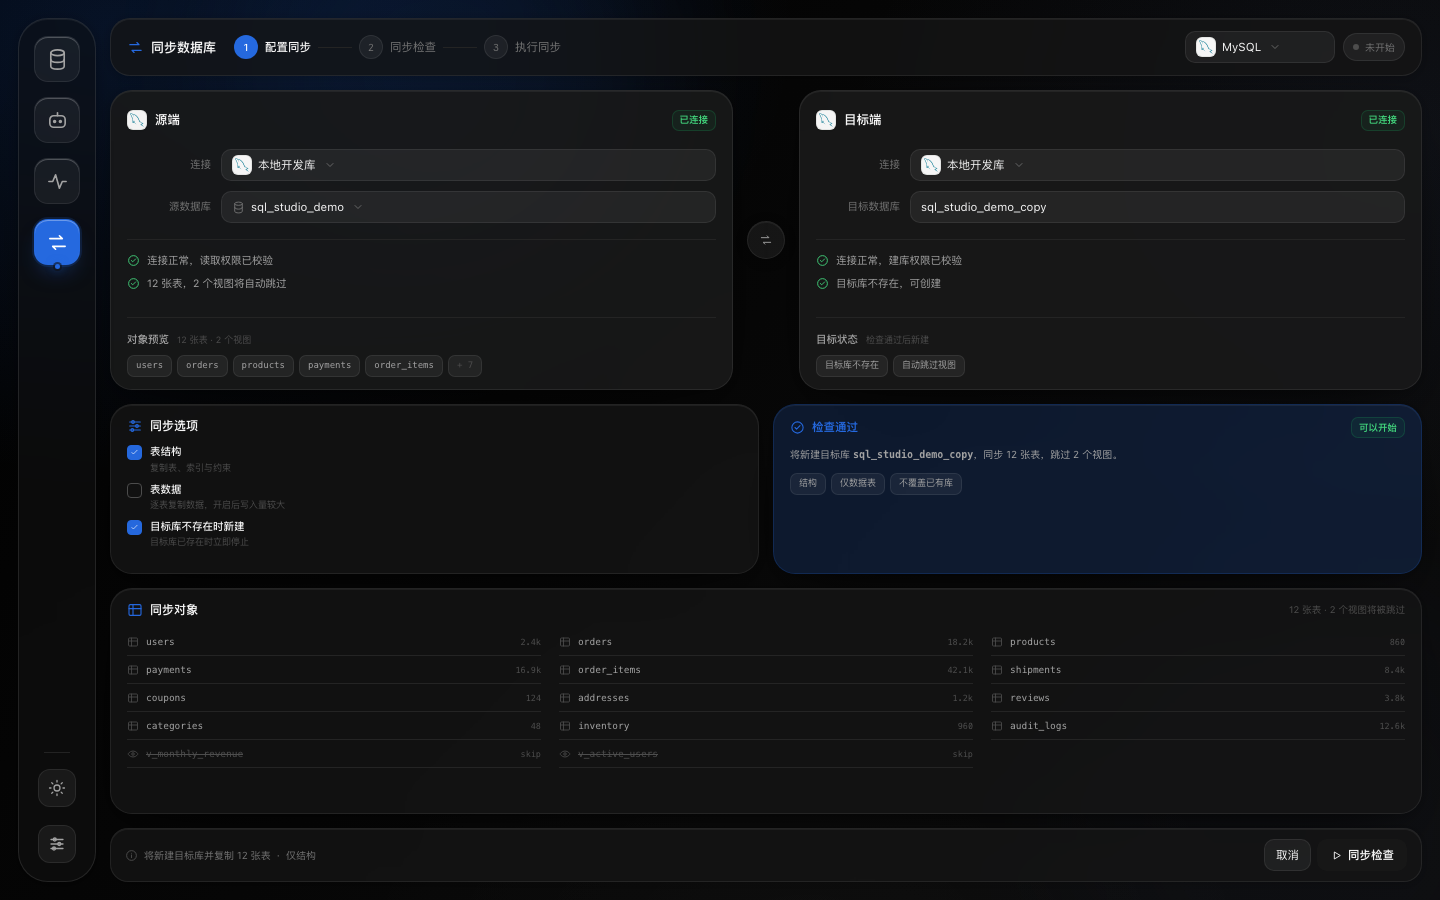 同步数据库 1 配置同步 2 同步检查 3 执行同步 MySQL 未开始
源端 已连接
连接 本地开发库
源数据库 sql_studio_demo
连接正常，读取权限已校验
12 张表，2 个视图将自动跳过
对象预览 12 张表 · 2 个视图
users orders products payments order_items + 7
目标端 已连接
连接 本地开发库
目标数据库 sql_studio_demo_copy
连接正常，建库权限已校验
目标库不存在，可创建
目标状态 检查通过后新建
目标库不存在 自动跳过视图
同步选项
表结构
复制表、索引与约束
表数据
逐表复制数据，开启后写入量较大
目标库不存在时新建
目标库已存在时立即停止
检查通过 可以开始
将新建目标库 sql_studio_demo_copy，同步 12 张表，跳过 2 个视图。
结构 仅数据表 不覆盖已有库
同步对象 12 张表 · 2 个视图将被跳过
users 2.4k orders 18.2k products 860
payments 16.9k order_items 42.1k shipments 8.4k
coupons 124 addresses 1.2k reviews 3.8k
categories 48 inventory 960 audit_logs 12.6k
v_monthly_revenue skip v_active_users skip
将新建目标库并复制 12 张表 · 仅结构 取消 同步检查